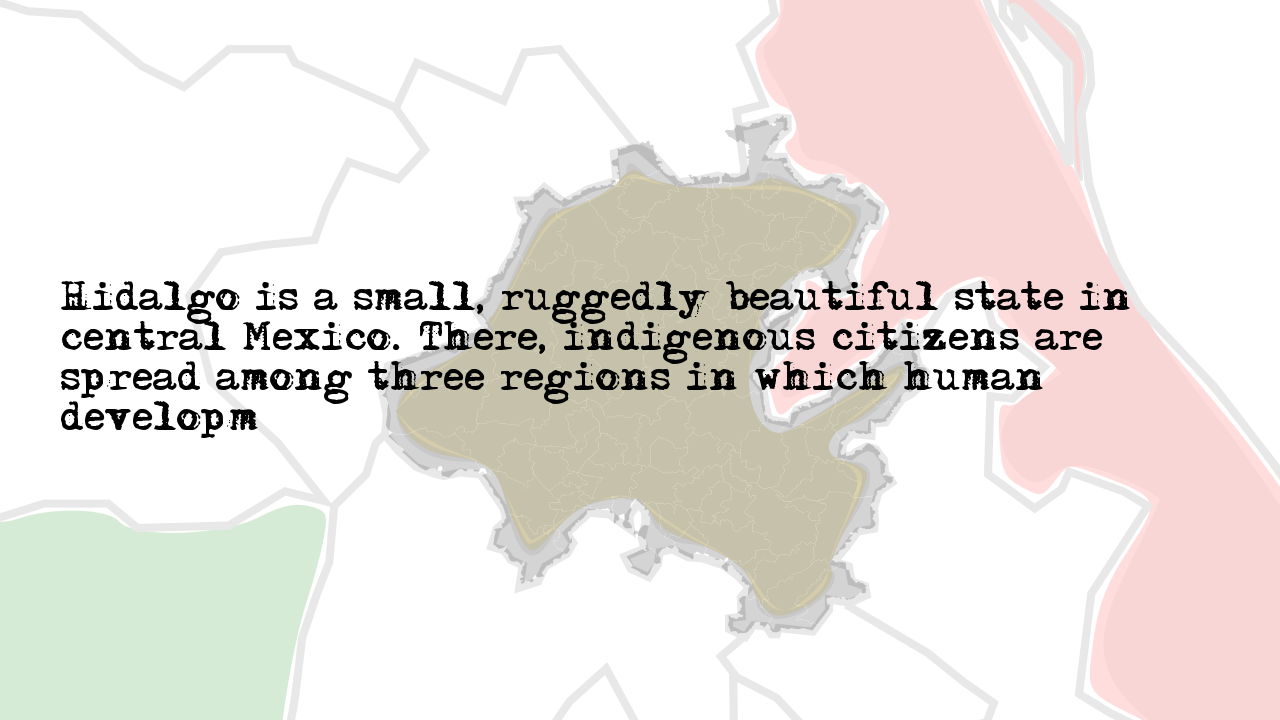 Hidalgo is a small, ruggedly beautiful state in
central Mexico. There, indigenous citizens are
spread among three regions in which human
developm